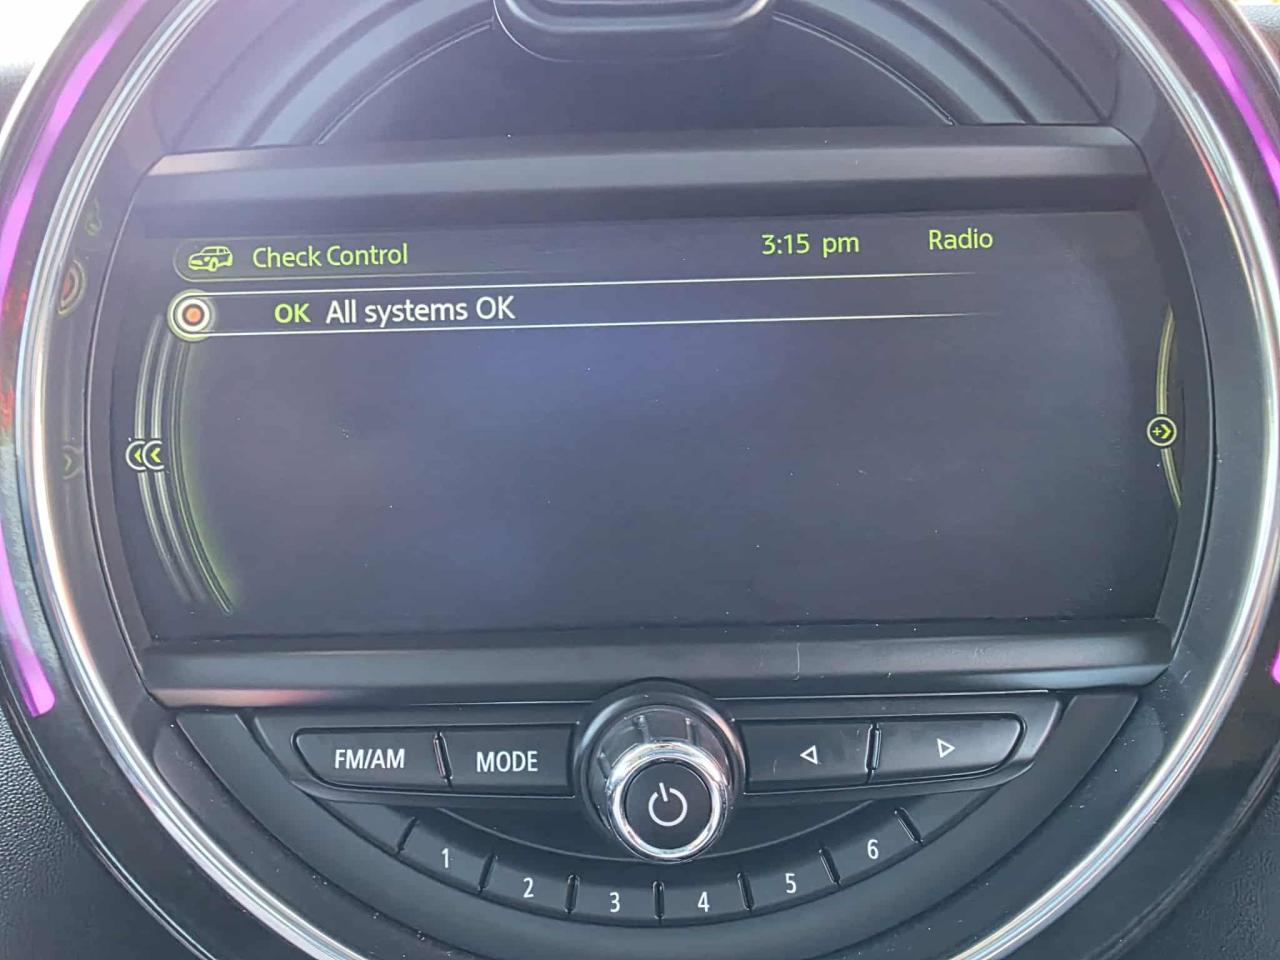 Check Control 3:15 pm Radio
OK All systems OK
FM/AM MODE
1 2 3 4 5 6